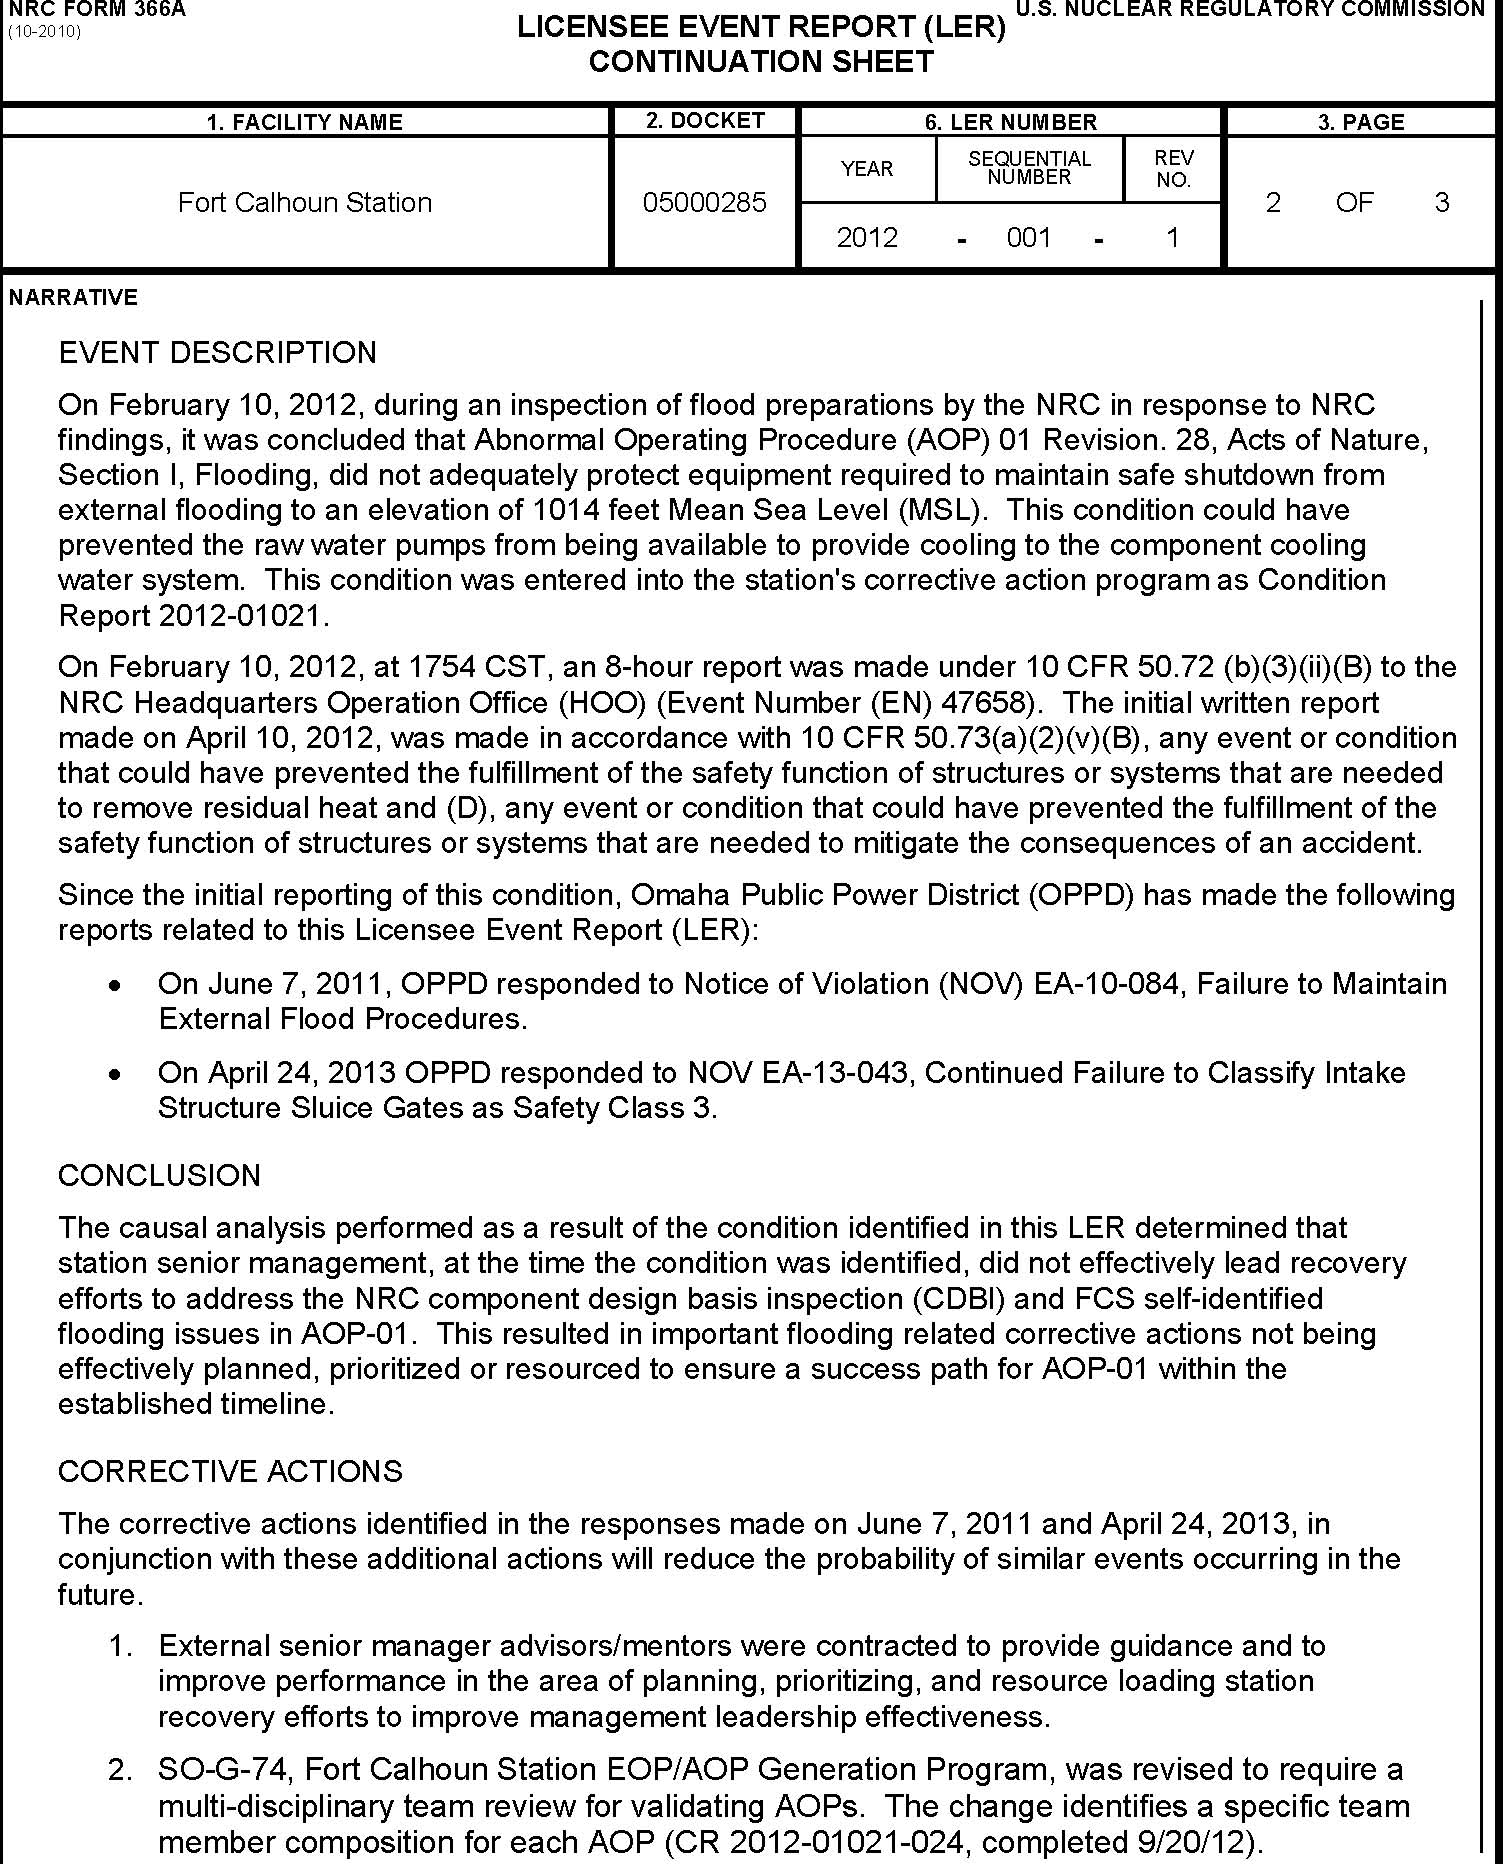 NRC FORM 366A
(10-2010)
LICENSEE EVENT REPORT (LER)
CONTINUATION SHEET
U.S. NUCLEAR REGULATORY COMMISSION
1. FACILITY NAME
2. DOCKET
6. LER NUMBER
3. PAGE
Fort Calhoun Station
05000285
YEAR
SEQUENTIAL
NUMBER
REV
NO.
2 OF 3
2012 - 001 - 1
NARRATIVE
EVENT DESCRIPTION
On February 10, 2012, during an inspection of flood preparations by the NRC in response to NRC
findings, it was concluded that Abnormal Operating Procedure (AOP) 01 Revision. 28, Acts of Nature,
Section I, Flooding, did not adequately protect equipment required to maintain safe shutdown from
external flooding to an elevation of 1014 feet Mean Sea Level (MSL). This condition could have
prevented the raw water pumps from being available to provide cooling to the component cooling
water system. This condition was entered into the station's corrective action program as Condition
Report 2012-01021.
On February 10, 2012, at 1754 CST, an 8-hour report was made under 10 CFR 50.72 (b)(3)(ii)(B) to the
NRC Headquarters Operation Office (HOO) (Event Number (EN) 47658). The initial written report
made on April 10, 2012, was made in accordance with 10 CFR 50.73(a)(2)(v)(B), any event or condition
that could have prevented the fulfillment of the safety function of structures or systems that are needed
to remove residual heat and (D), any event or condition that could have prevented the fulfillment of the
safety function of structures or systems that are needed to mitigate the consequences of an accident.
Since the initial reporting of this condition, Omaha Public Power District (OPPD) has made the following
reports related to this Licensee Event Report (LER):
• On June 7, 2011, OPPD responded to Notice of Violation (NOV) EA-10-084, Failure to Maintain
External Flood Procedures.
• On April 24, 2013 OPPD responded to NOV EA-13-043, Continued Failure to Classify Intake
Structure Sluice Gates as Safety Class 3.
CONCLUSION
The causal analysis performed as a result of the condition identified in this LER determined that
station senior management, at the time the condition was identified, did not effectively lead recovery
efforts to address the NRC component design basis inspection (CDBI) and FCS self-identified
flooding issues in AOP-01. This resulted in important flooding related corrective actions not being
effectively planned, prioritized or resourced to ensure a success path for AOP-01 within the
established timeline.
CORRECTIVE ACTIONS
The corrective actions identified in the responses made on June 7, 2011 and April 24, 2013, in
conjunction with these additional actions will reduce the probability of similar events occurring in the
future.
1. External senior manager advisors/mentors were contracted to provide guidance and to
improve performance in the area of planning, prioritizing, and resource loading station
recovery efforts to improve management leadership effectiveness.
2. SO-G-74, Fort Calhoun Station EOP/AOP Generation Program, was revised to require a
multi-disciplinary team review for validating AOPs. The change identifies a specific team
member composition for each AOP (CR 2012-01021-024, completed 9/20/12).